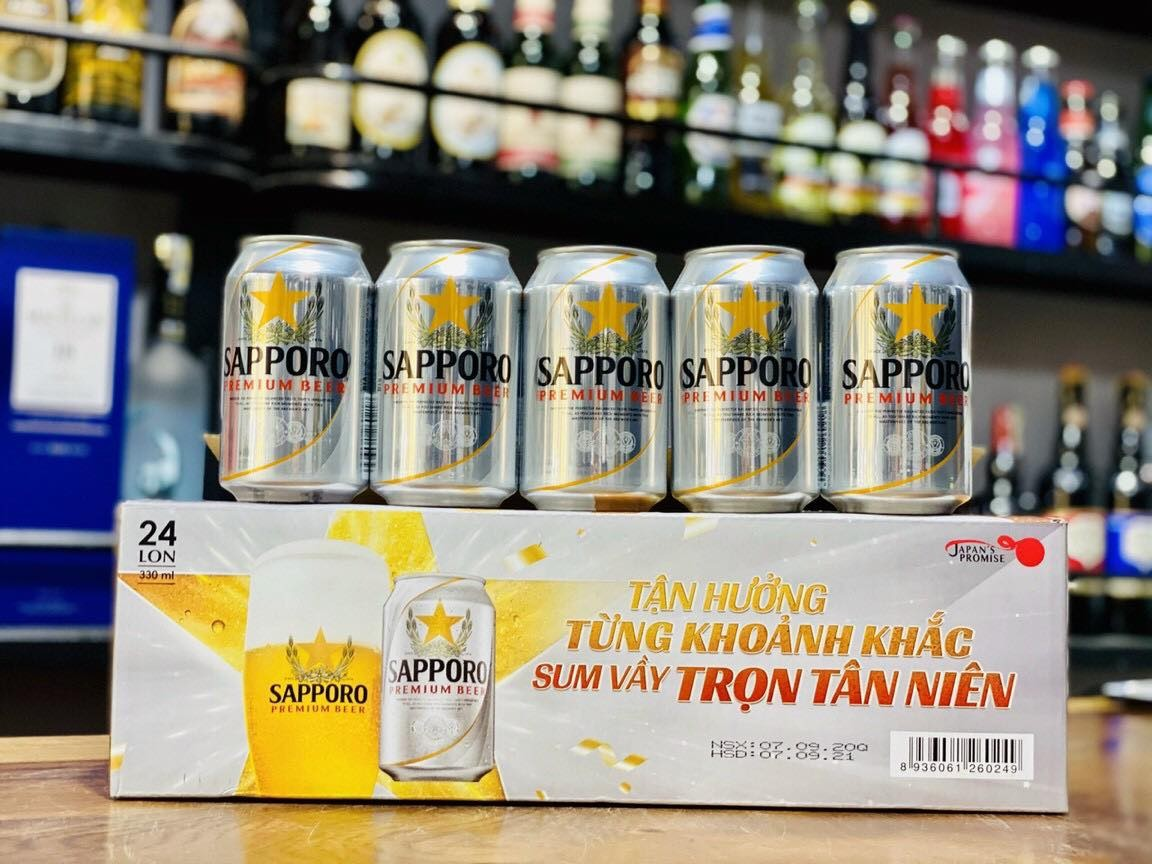 SAPPORO
PREMIUM BEER
SAPPORO
PREMIUM BEER
SAPPORO
PREMIUM BEER
SAPPORO
PREMIUM BEER
SAPPORO
PREMIUM BEER
24
LON
330 ml
SAPPORO
PREMIUM BEER
SAPPORO
PREMIUM BEER
JAPAN'S
PROMISE
TẬN HƯỞNG
TỪNG KHOẢNH KHẮC
SUM VẦY TRỌN TÂN NIÊN
NSX:07.09.20Q
HSD:07.05.21
8 936061 260249